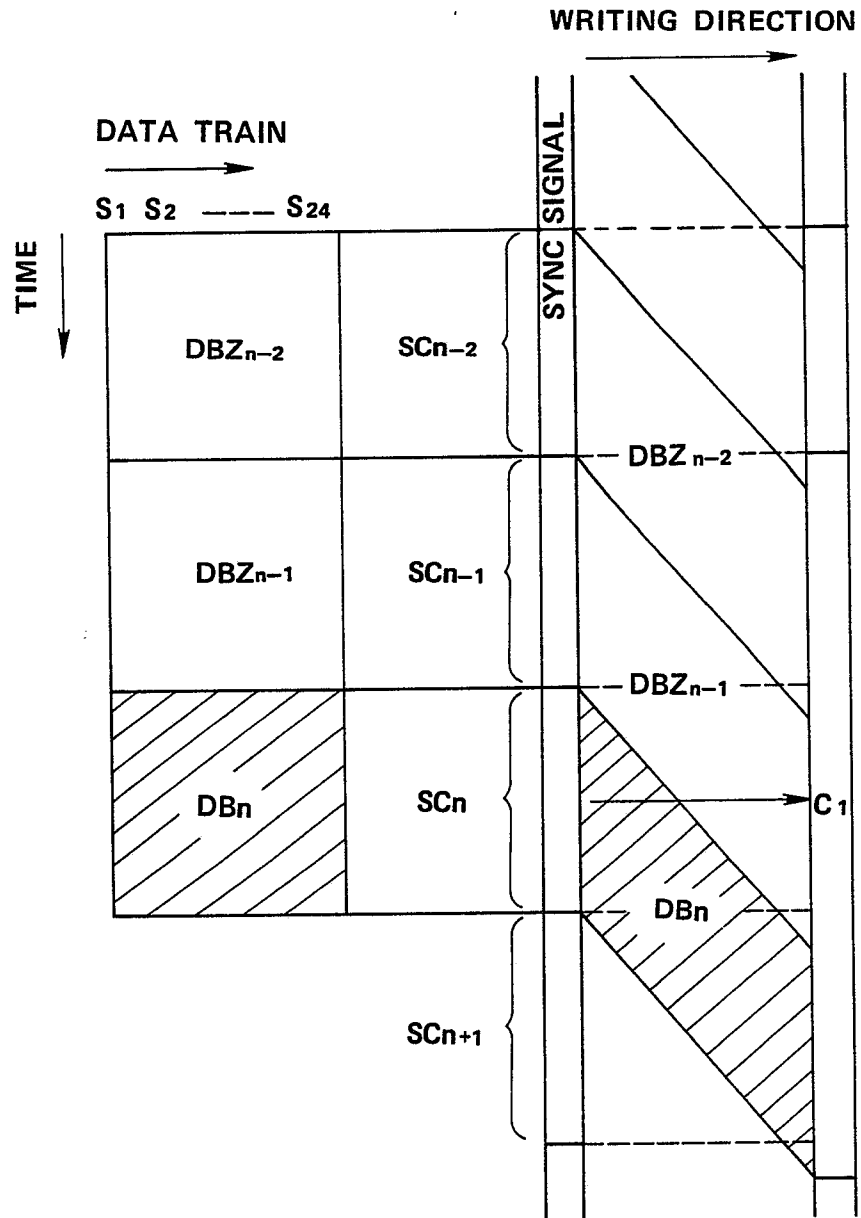 WRITING DIRECTION
DATA TRAIN
S1 S2 ---- S24
TIME
SYNC SIGNAL
DBZn-2
SCn-2
DBZn-2
DBZn-1
SCn-1
DBZn-1
DBn
SCn
C1
DBn
SCn+1